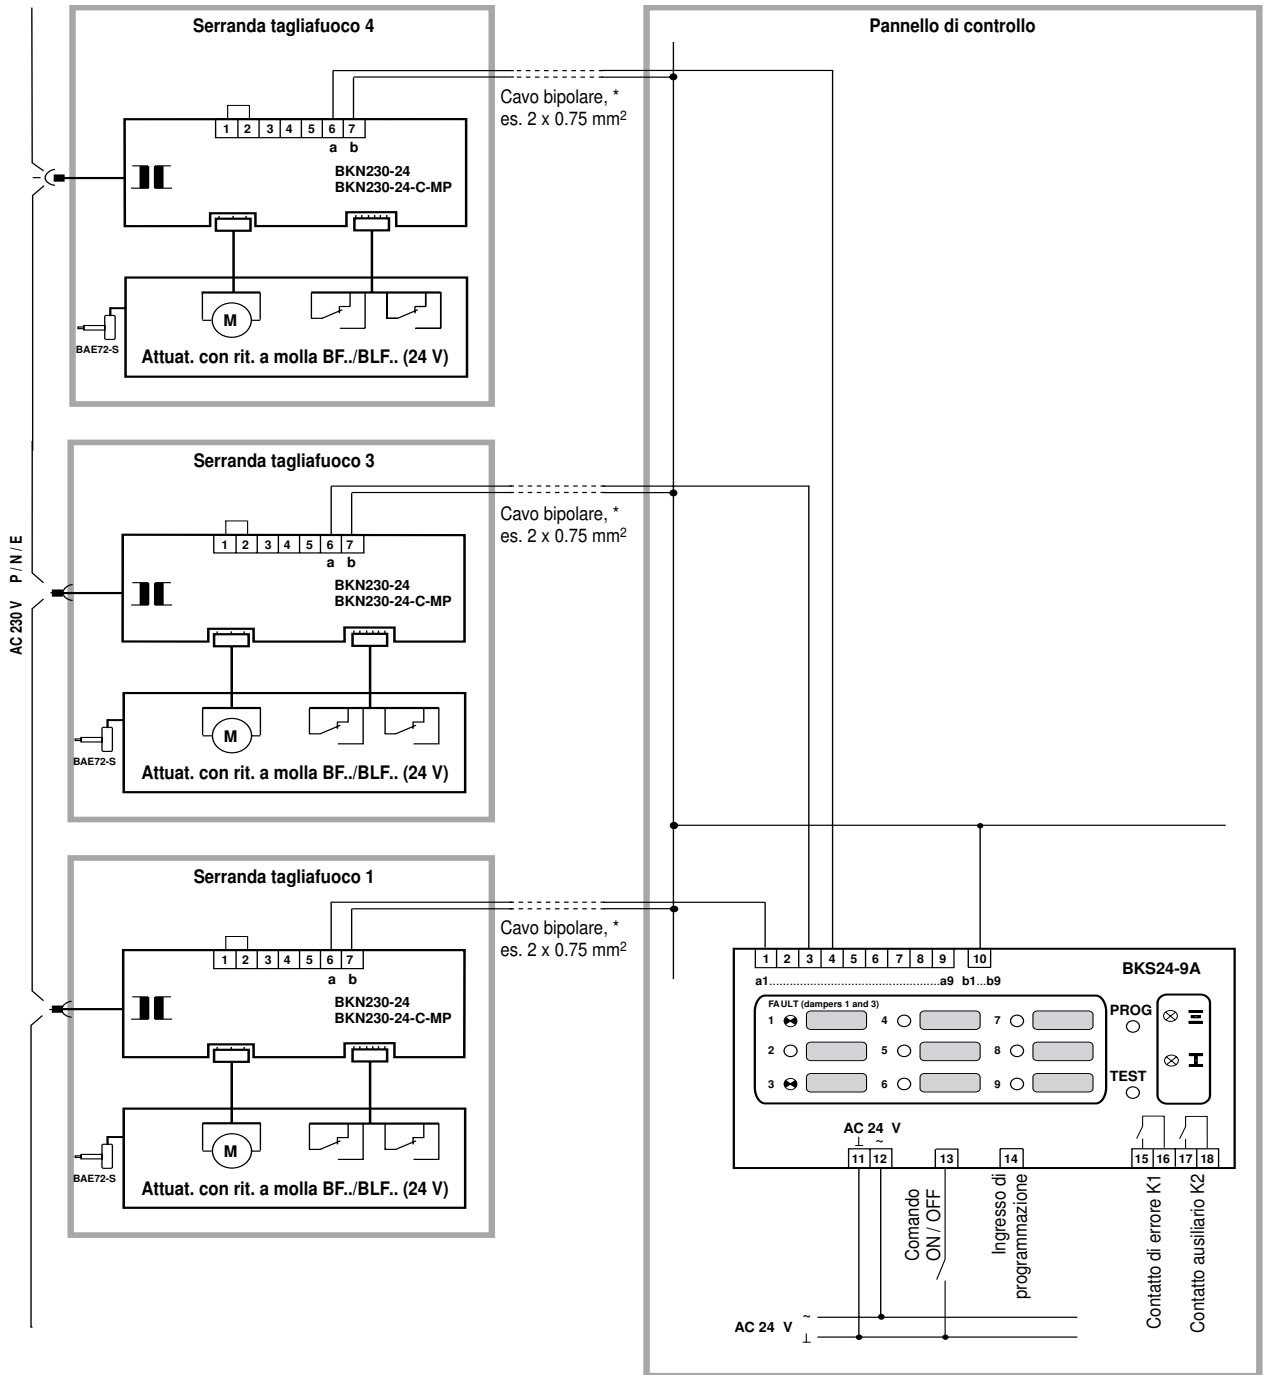 Serranda tagliafuoco 4
Cavo bipolare, *
es. 2 x 0.75 mm²
1 2 3 4 5 6 7
a b
BKN230-24
BKN230-24-C-MP
M
BAE72-S
Attuat. con rit. a molla BF../BLF.. (24 V)
Serranda tagliafuoco 3
Cavo bipolare, *
es. 2 x 0.75 mm²
1 2 3 4 5 6 7
a b
BKN230-24
BKN230-24-C-MP
M
BAE72-S
Attuat. con rit. a molla BF../BLF.. (24 V)
AC 230 V P / N / E
Serranda tagliafuoco 1
Cavo bipolare, *
es. 2 x 0.75 mm²
1 2 3 4 5 6 7
a b
BKN230-24
BKN230-24-C-MP
M
BAE72-S
Attuat. con rit. a molla BF../BLF.. (24 V)
Pannello di controllo
1 2 3 4 5 6 7 8 9 10
a1..........................................a9 b1...b9
BKS24-9A
FAULT (dampers 1 and 3)
1 4 7
2 5 8
3 6 9
PROG
TEST
AC 24 V
⊥ ~
11 12 13 14 15 16 17 18
Comando
ON / OFF
Ingresso di
programmazione
Contatto di errore K1
Contatto ausiliario K2
AC 24 V ~
⊥